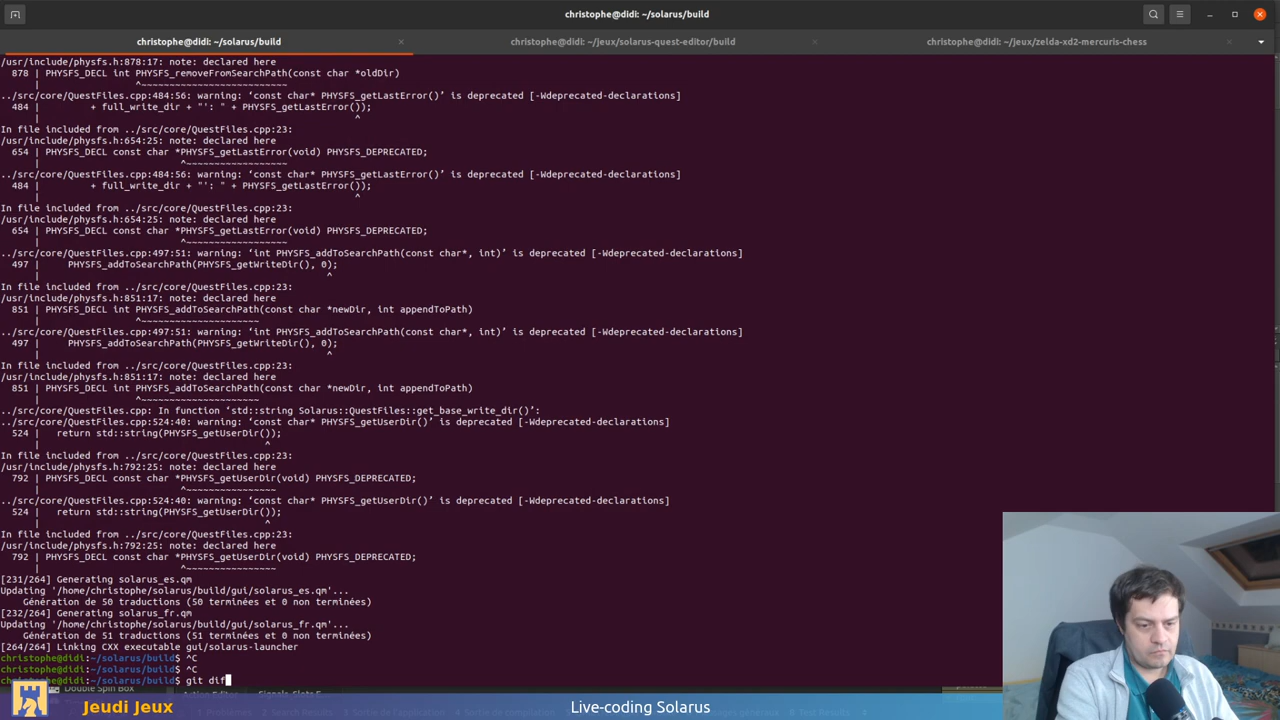 christophe@didi: ~/solarus/build
christophe@didi: ~/solarus/build
christophe@didi: ~/jeux/solarus-quest-editor/build
christophe@didi: ~/jeux/zelda-xd2-mercuris-chess
/usr/include/physfs.h:878:17: note: declared here
878 | PHYSFS_DECL int PHYSFS_removeFromSearchPath(const char *oldDir)
| ^~~~~~~~~~~~~~~~~~~~~~~~~~~
../src/core/QuestFiles.cpp:484:56: warning: ‘const char* PHYSFS_getLastError()’ is deprecated [-Wdeprecated-declarations]
484 | + full_write_dir + "': " + PHYSFS_getLastError());
| ^
In file included from ../src/core/QuestFiles.cpp:23:
/usr/include/physfs.h:654:25: note: declared here
654 | PHYSFS_DECL const char *PHYSFS_getLastError(void) PHYSFS_DEPRECATED;
| ^~~~~~~~~~~~~~~~~~~
../src/core/QuestFiles.cpp:484:56: warning: ‘const char* PHYSFS_getLastError()’ is deprecated [-Wdeprecated-declarations]
484 | + full_write_dir + "': " + PHYSFS_getLastError());
| ^
In file included from ../src/core/QuestFiles.cpp:23:
/usr/include/physfs.h:654:25: note: declared here
654 | PHYSFS_DECL const char *PHYSFS_getLastError(void) PHYSFS_DEPRECATED;
| ^~~~~~~~~~~~~~~~~~~
../src/core/QuestFiles.cpp:497:51: warning: ‘int PHYSFS_addToSearchPath(const char*, int)’ is deprecated [-Wdeprecated-declarations]
497 | PHYSFS_addToSearchPath(PHYSFS_getWriteDir(), 0);
| ^
In file included from ../src/core/QuestFiles.cpp:23:
/usr/include/physfs.h:851:17: note: declared here
851 | PHYSFS_DECL int PHYSFS_addToSearchPath(const char *newDir, int appendToPath)
| ^~~~~~~~~~~~~~~~~~~~~~
../src/core/QuestFiles.cpp:497:51: warning: ‘int PHYSFS_addToSearchPath(const char*, int)’ is deprecated [-Wdeprecated-declarations]
497 | PHYSFS_addToSearchPath(PHYSFS_getWriteDir(), 0);
| ^
In file included from ../src/core/QuestFiles.cpp:23:
/usr/include/physfs.h:851:17: note: declared here
851 | PHYSFS_DECL int PHYSFS_addToSearchPath(const char *newDir, int appendToPath)
| ^~~~~~~~~~~~~~~~~~~~~~
../src/core/QuestFiles.cpp: In function ‘std::string Solarus::QuestFiles::get_base_write_dir()’:
../src/core/QuestFiles.cpp:524:40: warning: ‘const char* PHYSFS_getUserDir()’ is deprecated [-Wdeprecated-declarations]
524 | return std::string(PHYSFS_getUserDir());
| ^
In file included from ../src/core/QuestFiles.cpp:23:
/usr/include/physfs.h:792:25: note: declared here
792 | PHYSFS_DECL const char *PHYSFS_getUserDir(void) PHYSFS_DEPRECATED;
| ^~~~~~~~~~~~~~~~~
../src/core/QuestFiles.cpp:524:40: warning: ‘const char* PHYSFS_getUserDir()’ is deprecated [-Wdeprecated-declarations]
524 | return std::string(PHYSFS_getUserDir());
| ^
In file included from ../src/core/QuestFiles.cpp:23:
/usr/include/physfs.h:792:25: note: declared here
792 | PHYSFS_DECL const char *PHYSFS_getUserDir(void) PHYSFS_DEPRECATED;
| ^~~~~~~~~~~~~~~~~
[231/264] Generating solarus_es.qm
Updating '/home/christophe/solarus/build/gui/solarus_es.qm'...
Génération de 50 traductions (50 terminées et 0 non terminées)
[232/264] Generating solarus_fr.qm
Updating '/home/christophe/solarus/build/gui/solarus_fr.qm'...
Génération de 51 traductions (51 terminées et 0 non terminées)
[264/264] Linking CXX executable gui/solarus-launcher
christophe@didi:~/solarus/build$ ^C
christophe@didi:~/solarus/build$ ^C
christophe@didi:~/solarus/build$ git dif
Double Spin Box
Jeudi Jeux
Live-coding Solarus